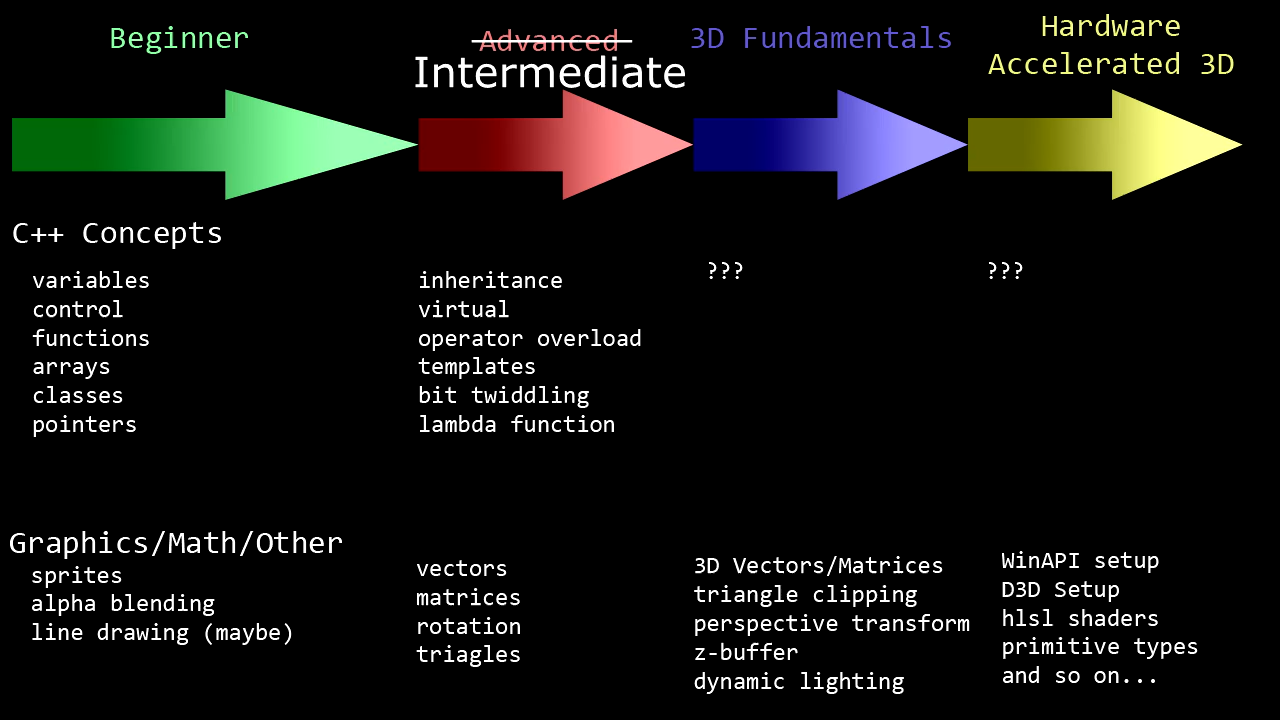 Beginner
Advanced
Intermediate
3D Fundamentals
Hardware
Accelerated 3D
C++ Concepts
variables
control
functions
arrays
classes
pointers
inheritance
virtual
operator overload
templates
bit twiddling
lambda function
???
???
Graphics/Math/Other
sprites
alpha blending
line drawing (maybe)
vectors
matrices
rotation
triagles
3D Vectors/Matrices
triangle clipping
perspective transform
z-buffer
dynamic lighting
WinAPI setup
D3D Setup
hlsl shaders
primitive types
and so on...